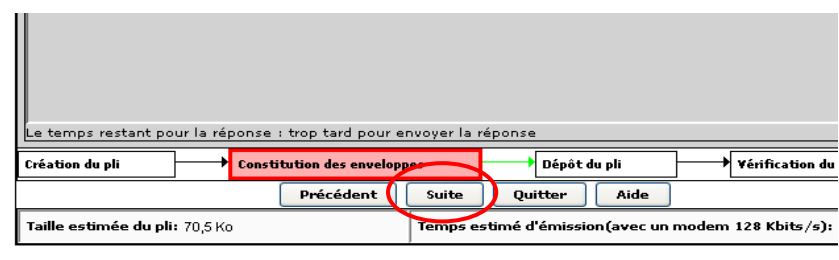 Le temps restant pour la réponse : trop tard pour envoyer la réponse
Création du pli Constitution des enveloppes Dépôt du pli Vérification du
Précédent Suite Quitter Aide
Taille estimée du pli: 70,5 Ko Temps estimé d'émission(avec un modem 128 Kbits/s):